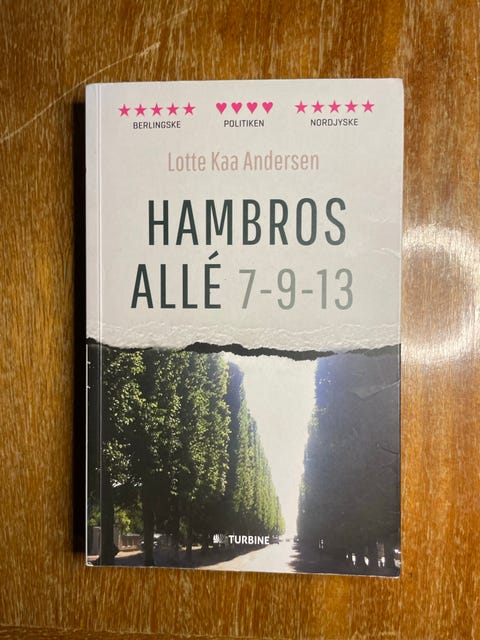 ★★★★★ ♥♥♥♥ ★★★★★
BERLINGSKE POLITIKEN NORDJYSKE
Lotte Kaa Andersen
HAMBROS
ALLÉ 7-9-13
TURBINE